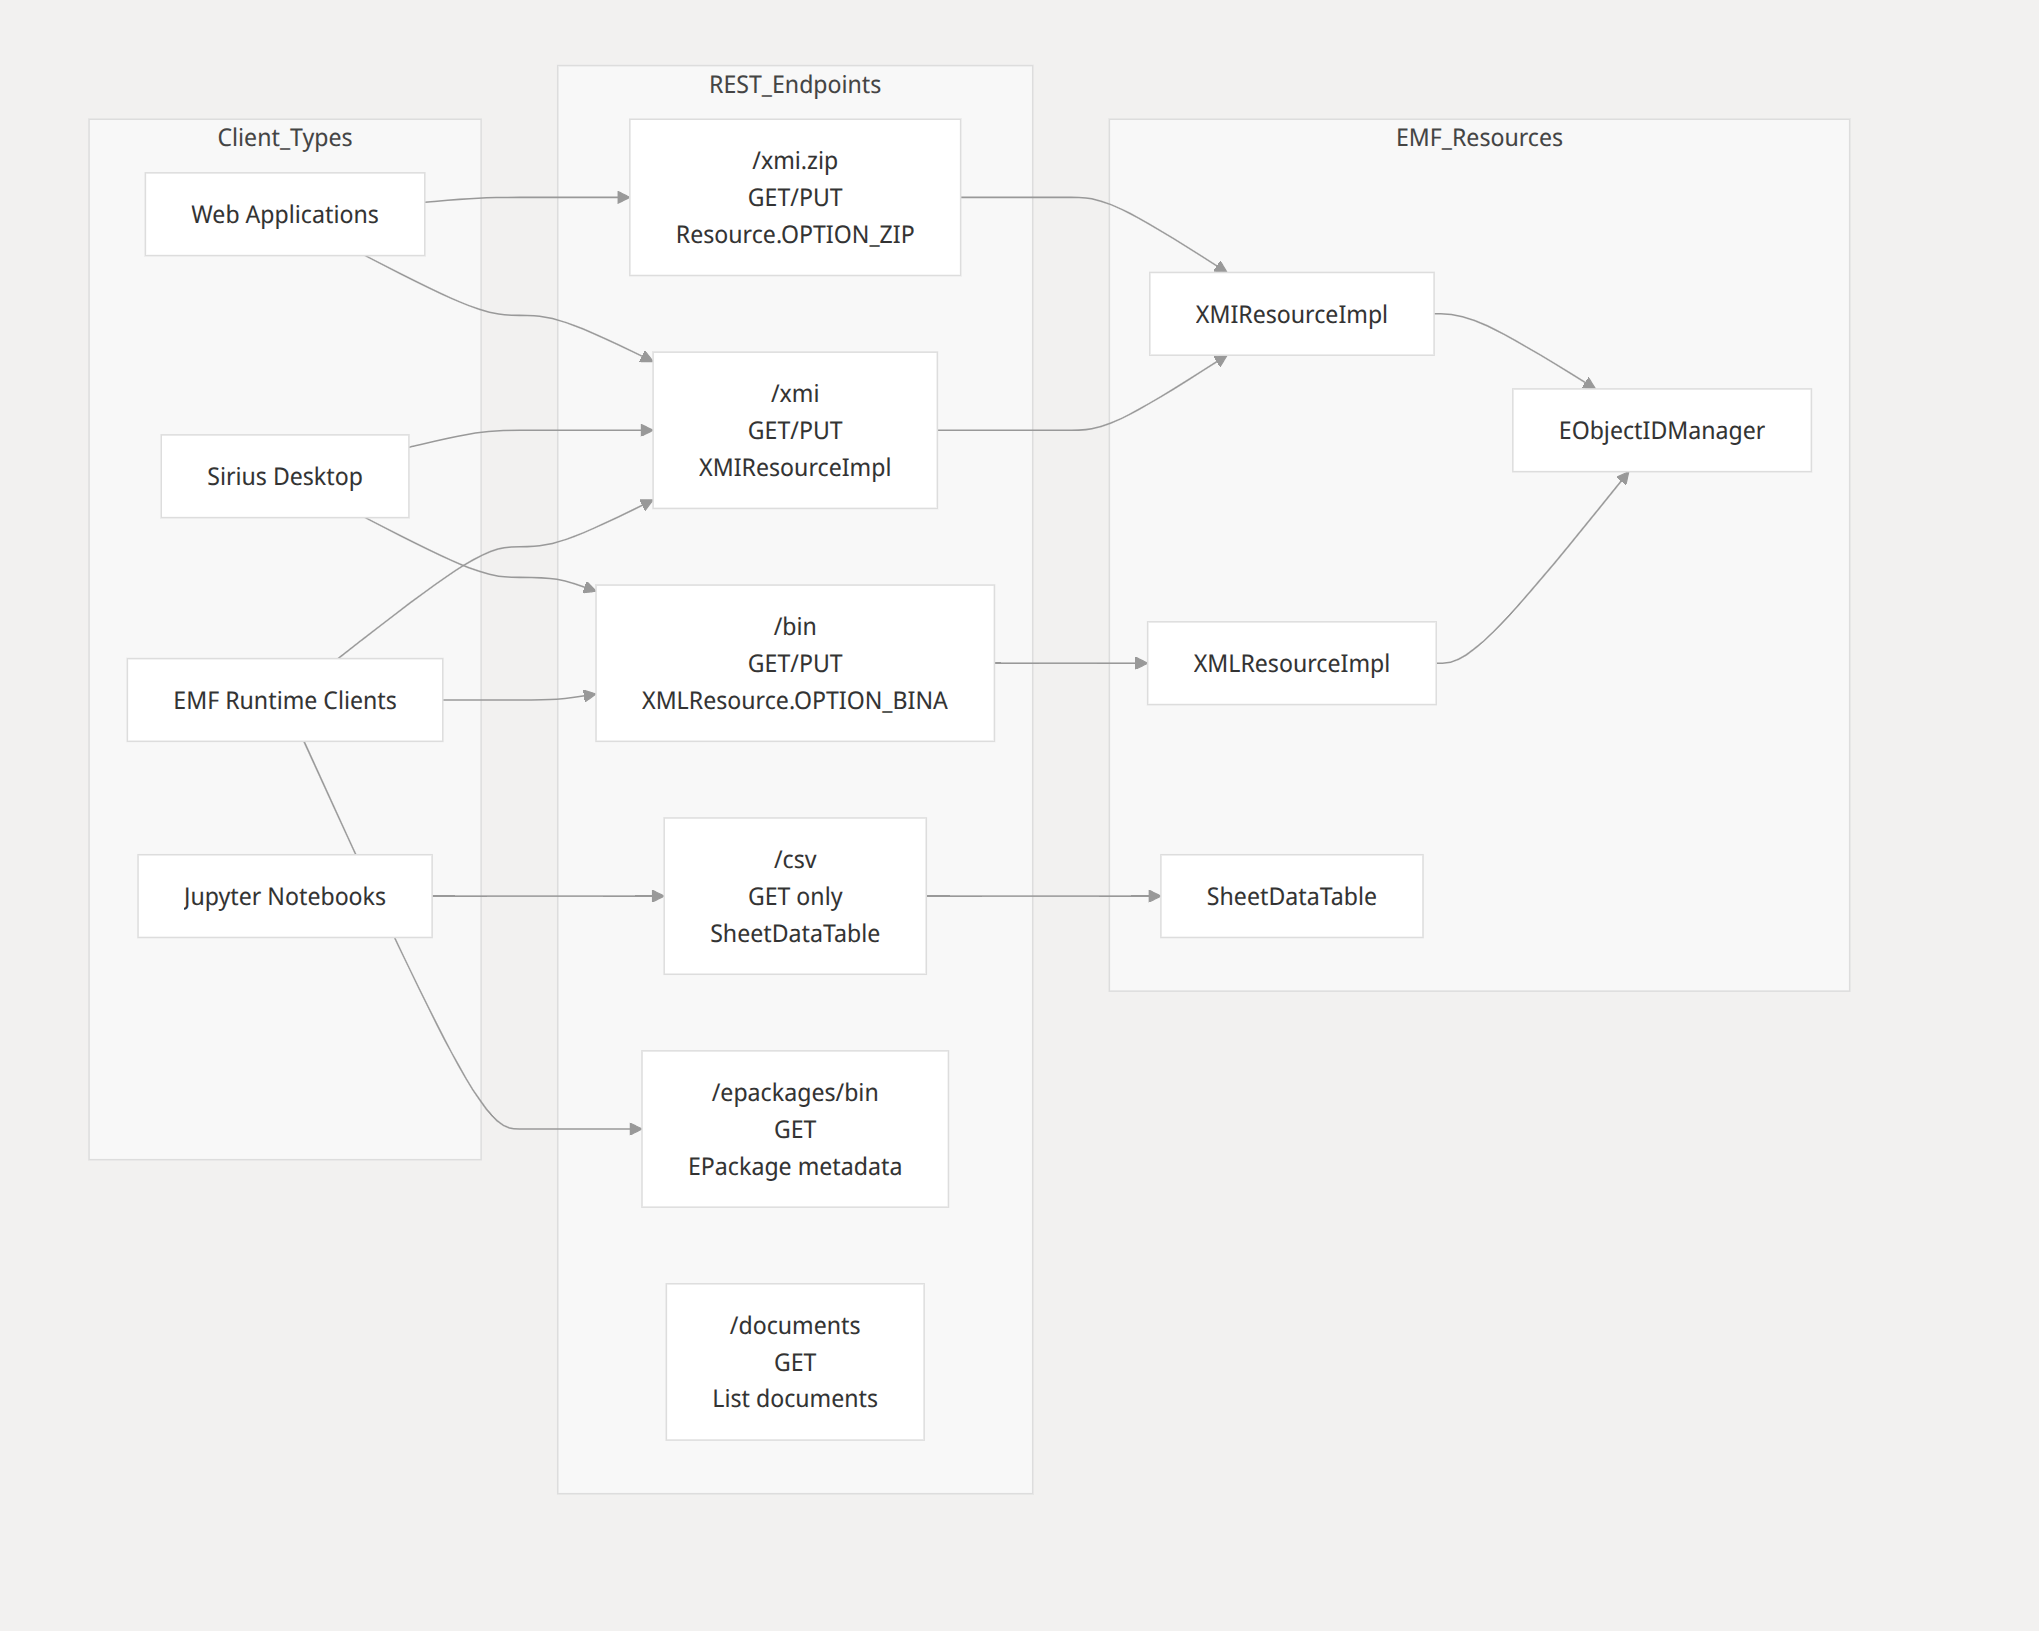 Client_Types
Web Applications
Sirius Desktop
EMF Runtime Clients
Jupyter Notebooks
REST_Endpoints
/xmi.zip
GET/PUT
Resource.OPTION_ZIP
/xmi
GET/PUT
XMIResourceImpl
/bin
GET/PUT
XMLResource.OPTION_BINA
/csv
GET only
SheetDataTable
/epackages/bin
GET
EPackage metadata
/documents
GET
List documents
EMF_Resources
XMIResourceImpl
EObjectIDManager
XMLResourceImpl
SheetDataTable